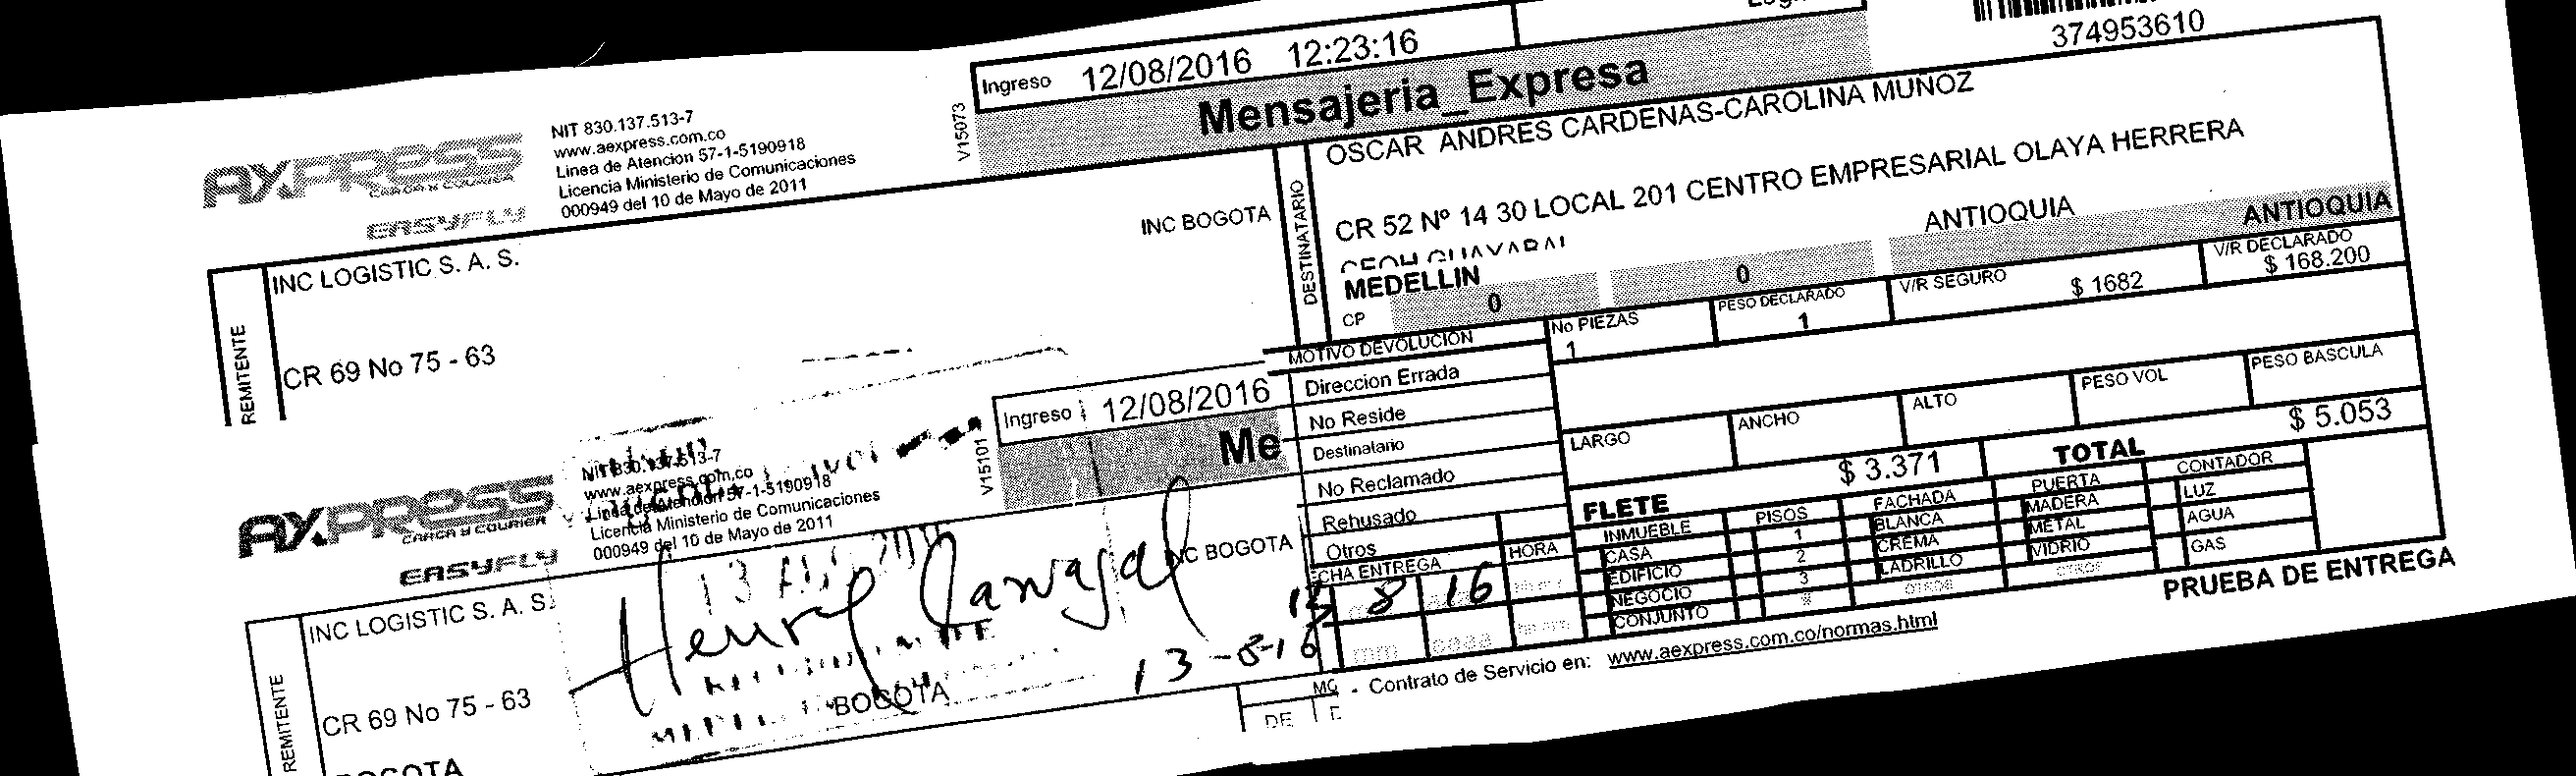 Ingreso 12/08/2016 12:23:16
374953610
V15073
Mensajeria_Expresa
AXPRESS
CARGA Y COURIER
EASYFLY
NIT 830.137.513-7
www.aexpress.com.co
Linea de Atencion 57-1-5190918
Licencia Ministerio de Comunicaciones
000949 del 10 de Mayo de 2011
REMITENTE
INC LOGISTIC S. A. S.
INC BOGOTA
CR 69 No 75 - 63
DESTINATARIO
OSCAR ANDRES CARDENAS-CAROLINA MUNOZ
CR 52 Nº 14 30 LOCAL 201 CENTRO EMPRESARIAL OLAYA HERRERA
MEDELLIN
ANTIOQUIA
ANTIOQUIA
CP 0 0
No PIEZAS 1
PESO DECLARADO 1
V/R SEGURO $ 1682
V/R DECLARADO $ 168.200
MOTIVO DEVOLUCION
Direccion Errada
No Reside
Destinatario
No Reclamado
Rehusado
Otros
LARGO
ANCHO
ALTO
PESO VOL
PESO BASCULA
FLETE $ 3.371
TOTAL $ 5.053
INMUEBLE PISOS FACHADA PUERTA CONTADOR
CASA 1 BLANCA MADERA LUZ
EDIFICIO 2 CREMA METAL AGUA
NEGOCIO 3 LADRILLO VIDRIO GAS
CONJUNTO
HORA
CHA ENTREGA
8 16
mm aaaa
PRUEBA DE ENTREGA
- Contrato de Servicio en: www.aexpress.com.co/normas.html
Ingreso 12/08/2016
V15101
Me
AXPRESS
CARGA Y COURIER
EASYFLY
NIT 830.137.513-7
www.aexpress.com.co
Linea de Atencion 57-1-5190918
Licencia Ministerio de Comunicaciones
000949 del 10 de Mayo de 2011
REMITENTE
INC LOGISTIC S. A. S.
NC BOGOTA
Henry Carvajal
13-8-16
CR 69 No 75 - 63
BOGOTA
DE